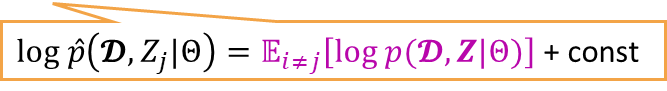 log p̂(𝓓, Z_j|Θ) = 𝔼_{i≠j}[log p(𝓓, 𝒁|Θ)] + const